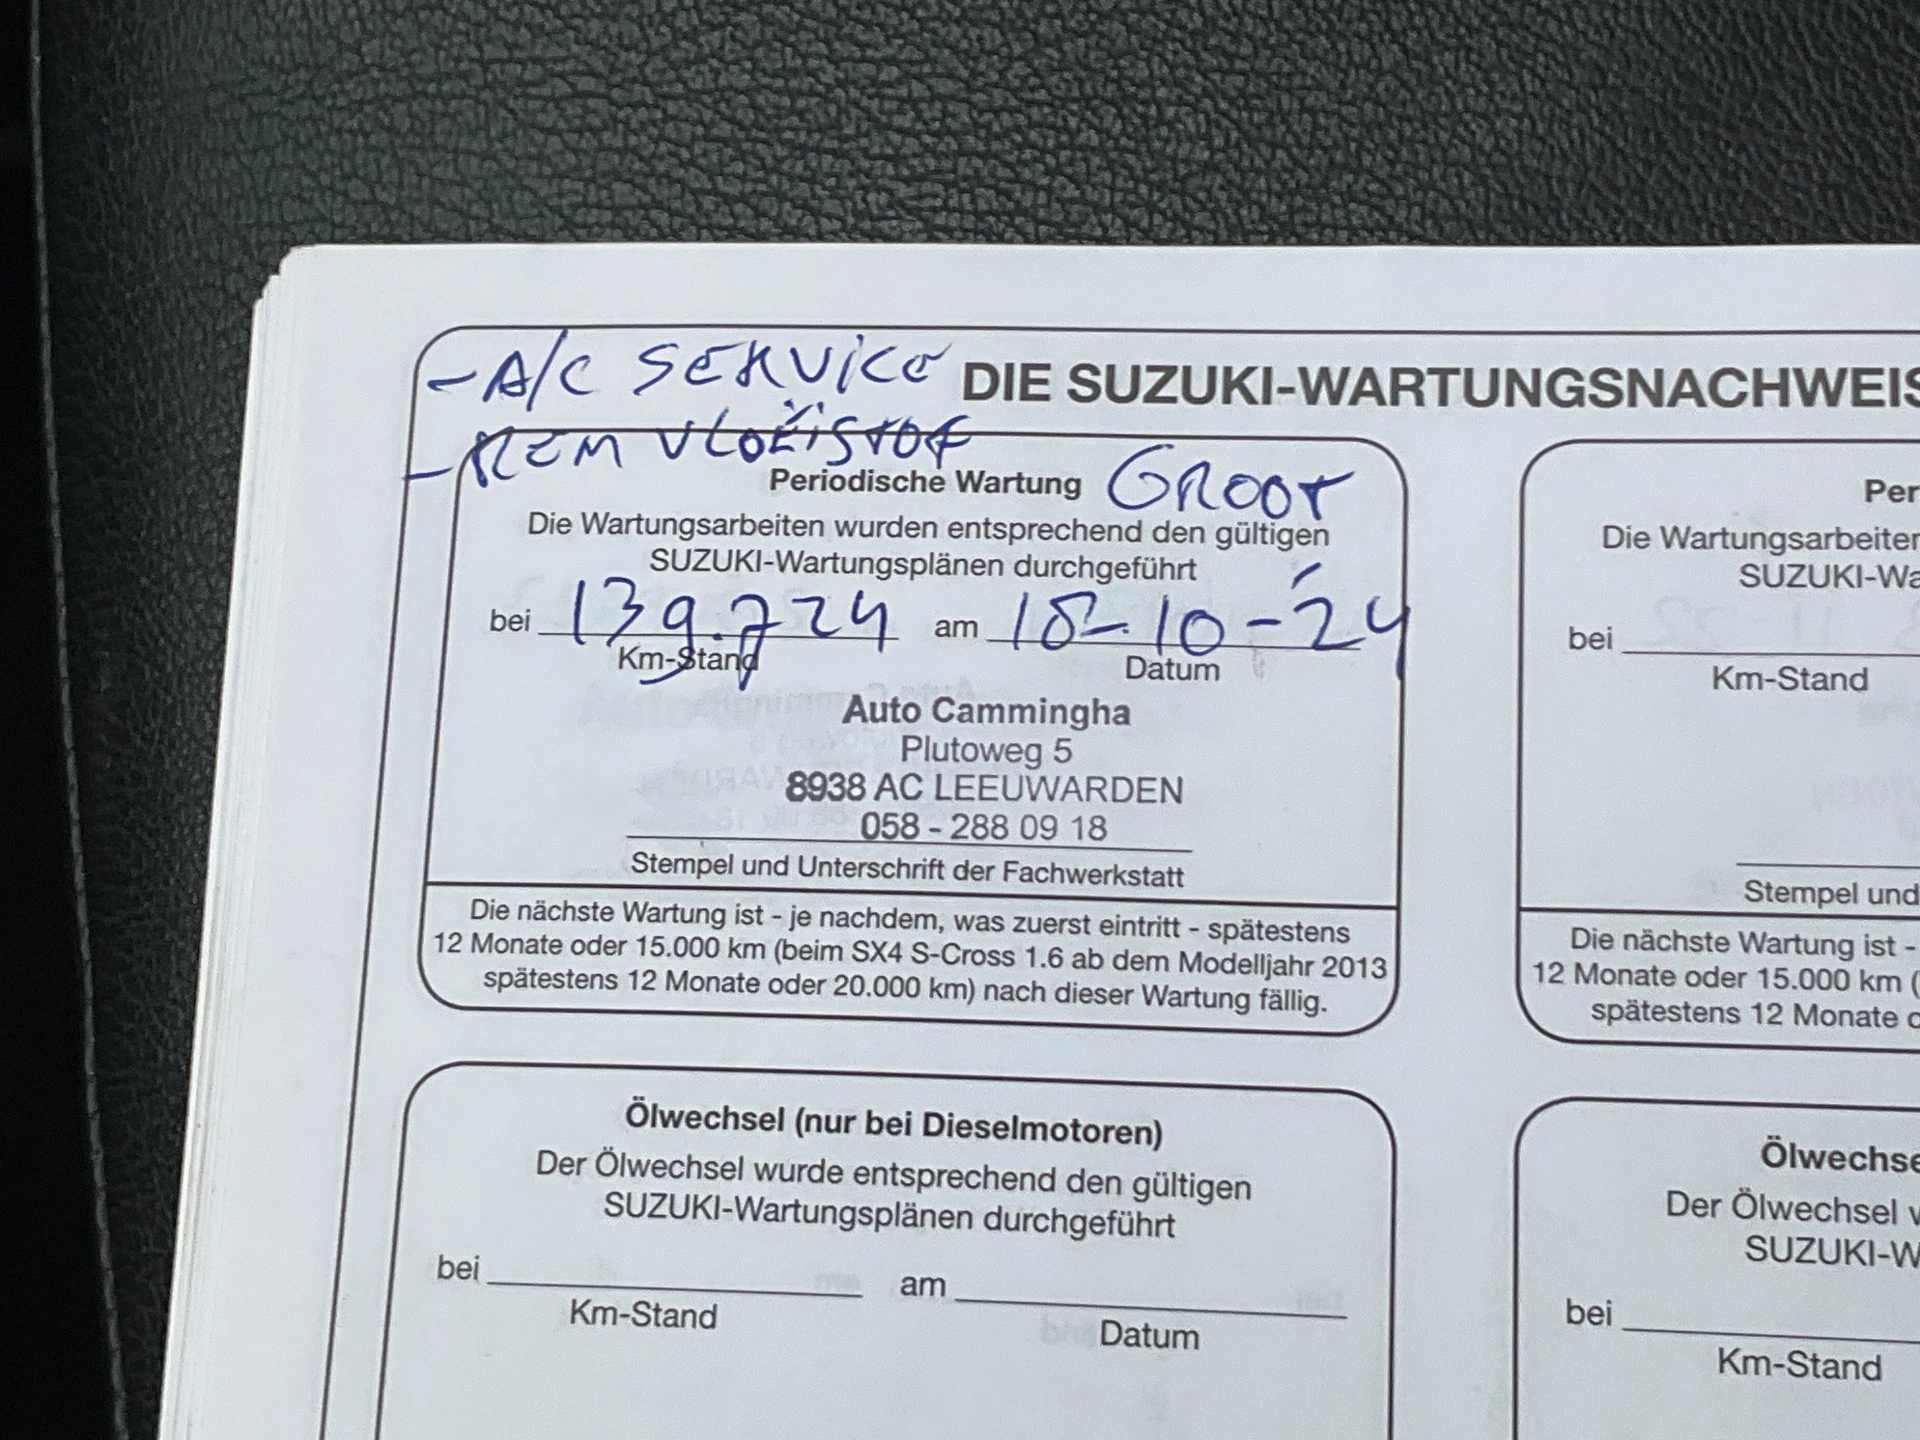 - A/C SERVICE
DIE SUZUKI-WARTUNGSNACHWEIS
- REM VLOEISTOF
Periodische Wartung GROOT
Die Wartungsarbeiten wurden entsprechend den gültigen
SUZUKI-Wartungsplänen durchgeführt
bei 139.724 am 18-10-'24
Km-Stand Datum
Auto Cammingha
Plutoweg 5
8938 AC LEEUWARDEN
058 - 288 09 18
Stempel und Unterschrift der Fachwerkstatt
Die nächste Wartung ist - je nachdem, was zuerst eintritt - spätestens
12 Monate oder 15.000 km (beim SX4 S-Cross 1.6 ab dem Modelljahr 2013
spätestens 12 Monate oder 20.000 km) nach dieser Wartung fällig.
Per
Die Wartungsarbeiten
SUZUKI-Wa
bei
Km-Stand
Stempel und
Die nächste Wartung ist -
12 Monate oder 15.000 km (
spätestens 12 Monate o
Ölwechsel (nur bei Dieselmotoren)
Der Ölwechsel wurde entsprechend den gültigen
SUZUKI-Wartungsplänen durchgeführt
bei am
Km-Stand Datum
Ölwechse
Der Ölwechsel w
SUZUKI-W
bei
Km-Stand